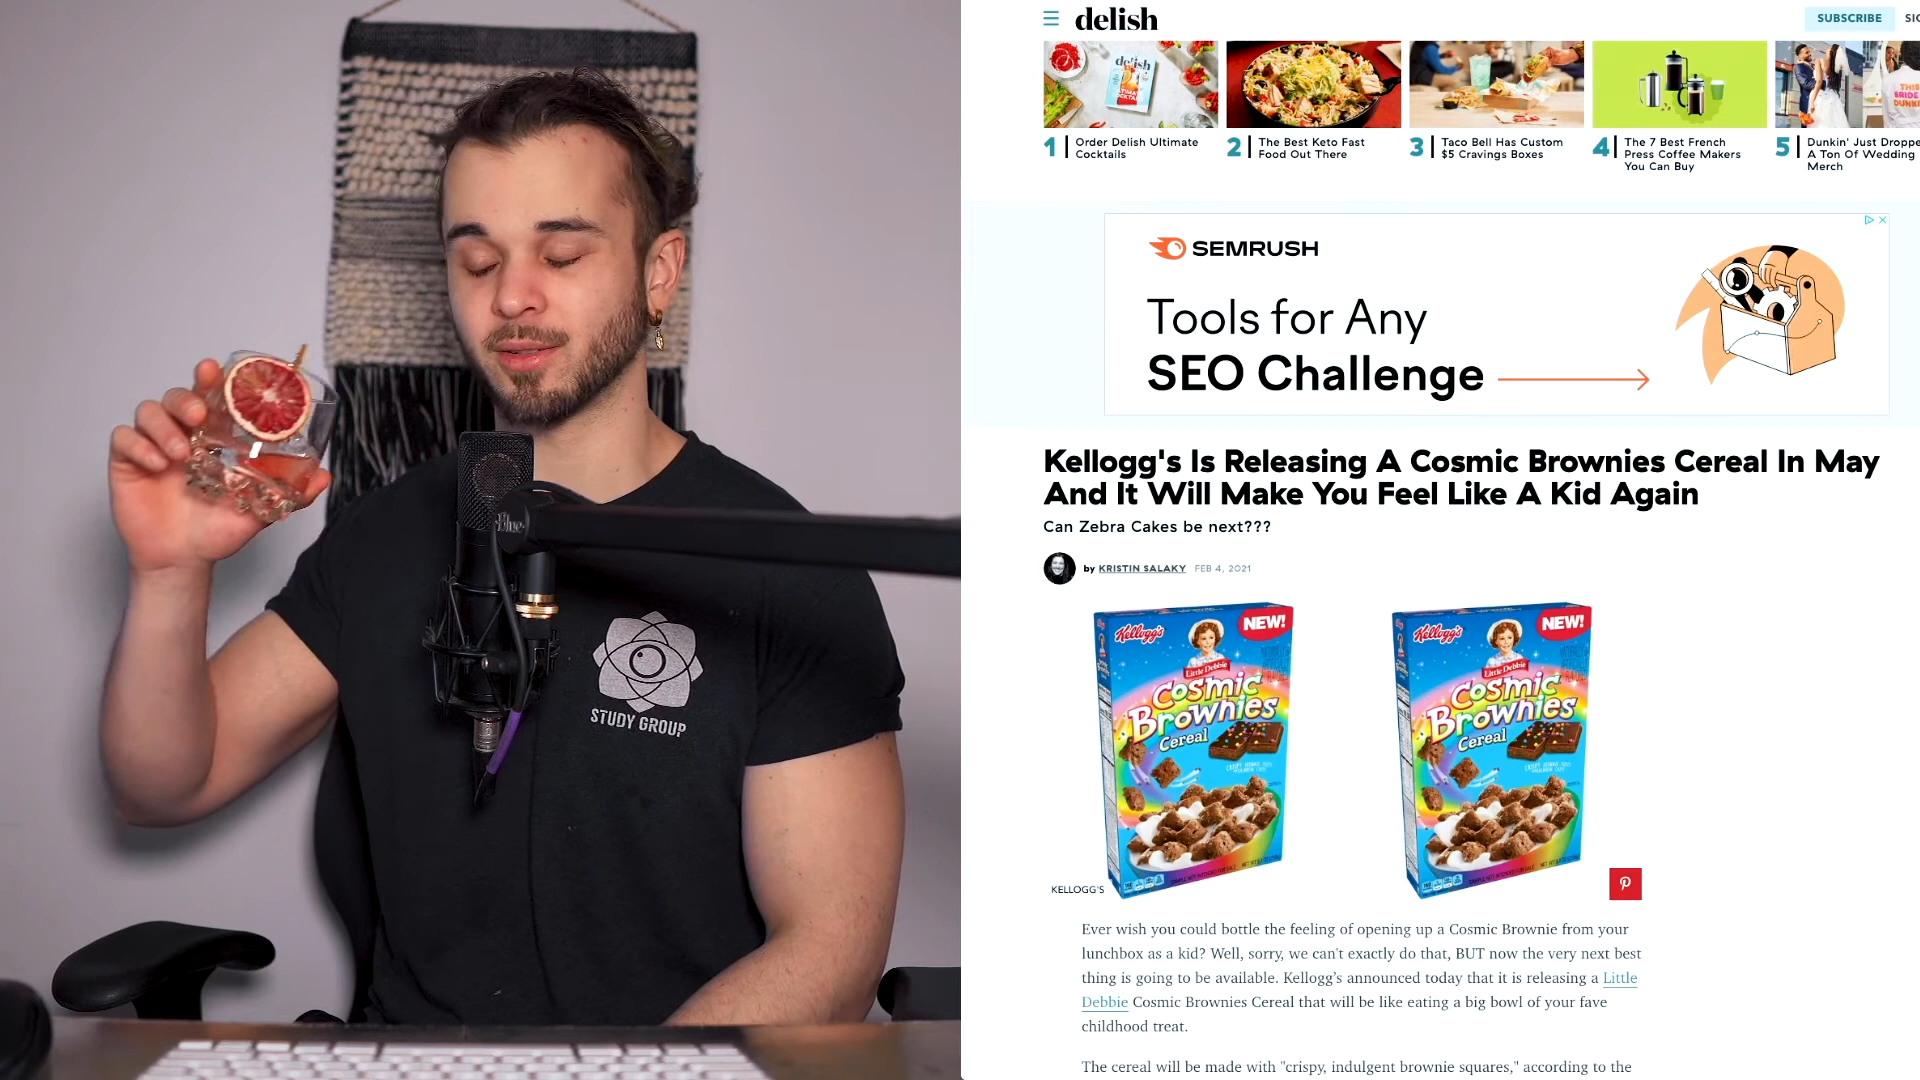 Blue
STUDY GROUP
delish
SUBSCRIBE
delish
1 Order Delish Ultimate
Cocktails
2 The Best Keto Fast
Food Out There
3 Taco Bell Has Custom
$5 Cravings Boxes
4 The 7 Best French
Press Coffee Makers
You Can Buy
5 Dunkin' Just Droppe
A Ton Of Wedding
Merch
SEMRUSH
Tools for Any
SEO Challenge
Kellogg's Is Releasing A Cosmic Brownies Cereal In May
And It Will Make You Feel Like A Kid Again
Can Zebra Cakes be next???
by KRISTIN SALAKY FEB 4, 2021
Kellogg's
NEW!
Little Debbie
Cosmic
Brownies
Cereal
Kellogg's
NEW!
Little Debbie
Cosmic
Brownies
Cereal
KELLOGG'S
Ever wish you could bottle the feeling of opening up a Cosmic Brownie from your
lunchbox as a kid? Well, sorry, we can't exactly do that, BUT now the very next best
thing is going to be available. Kellogg's announced today that it is releasing a Little
Debbie Cosmic Brownies Cereal that will be like eating a big bowl of your fave
childhood treat.
The cereal will be made with "crispy, indulgent brownie squares," according to the